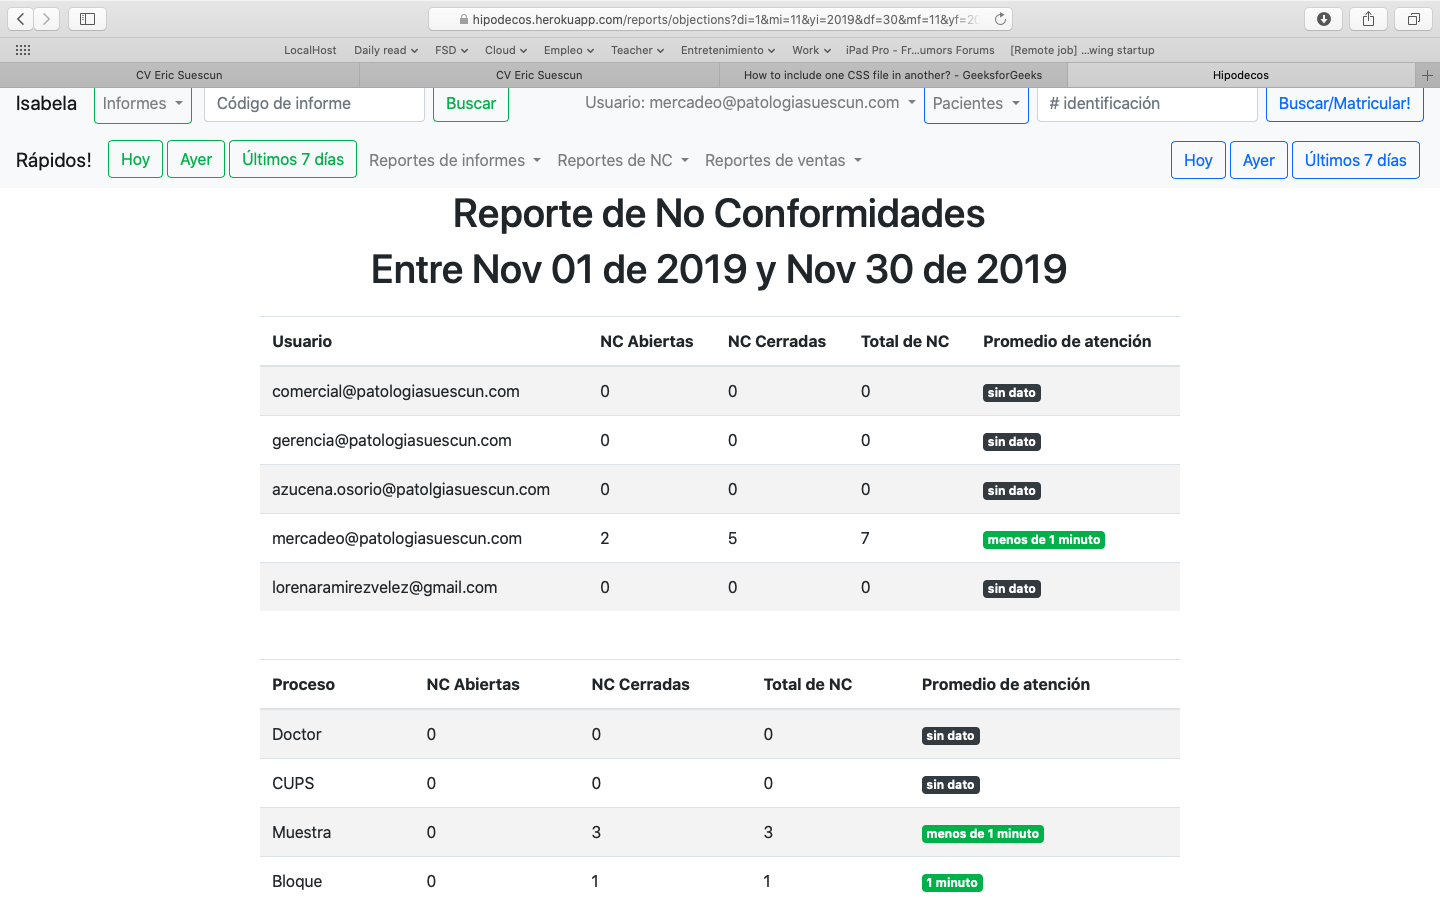 hipodecos.herokuapp.com/reports/objections?di=1&mi=11&yi=2019&df=30&mf=11&yf=20
LocalHost Daily read FSD Cloud Empleo Teacher Entretenimiento Work iPad Pro - Fr...umors Forums [Remote job] ...wing startup
CV Eric Suescun CV Eric Suescun How to include one CSS file in another? - GeeksforGeeks Hipodecos
Isabela Informes Código de informe Buscar Usuario: mercadeo@patologiasuescun.com Pacientes # identificación Buscar/Matricular!
Rápidos! Hoy Ayer Últimos 7 días Reportes de informes Reportes de NC Reportes de ventas Hoy Ayer Últimos 7 días
Reporte de No Conformidades
Entre Nov 01 de 2019 y Nov 30 de 2019
Usuario NC Abiertas NC Cerradas Total de NC Promedio de atención
comercial@patologiasuescun.com 0 0 0 sin dato
gerencia@patologiasuescun.com 0 0 0 sin dato
azucena.osorio@patolgiasuescun.com 0 0 0 sin dato
mercadeo@patologiasuescun.com 2 5 7 menos de 1 minuto
lorenaramirezvelez@gmail.com 0 0 0 sin dato
Proceso NC Abiertas NC Cerradas Total de NC Promedio de atención
Doctor 0 0 0 sin dato
CUPS 0 0 0 sin dato
Muestra 0 3 3 menos de 1 minuto
Bloque 0 1 1 1 minuto